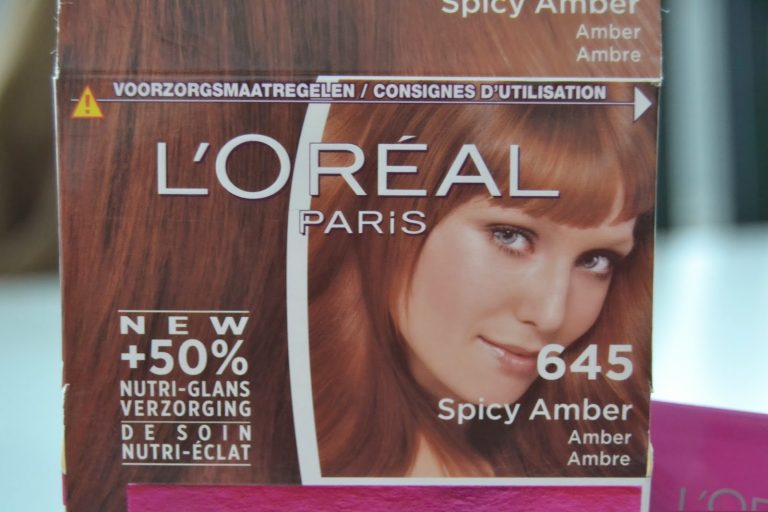 Spicy Amber
Amber
Ambre
VOORZORGSMAATREGELEN / CONSIGNES D'UTILISATION
L'ORÉAL
PARiS
NEW
+50%
NUTRI-GLANS
VERZORGING
DE SOIN
NUTRI-ÉCLAT
645
Spicy Amber
Amber
Ambre
L'OR